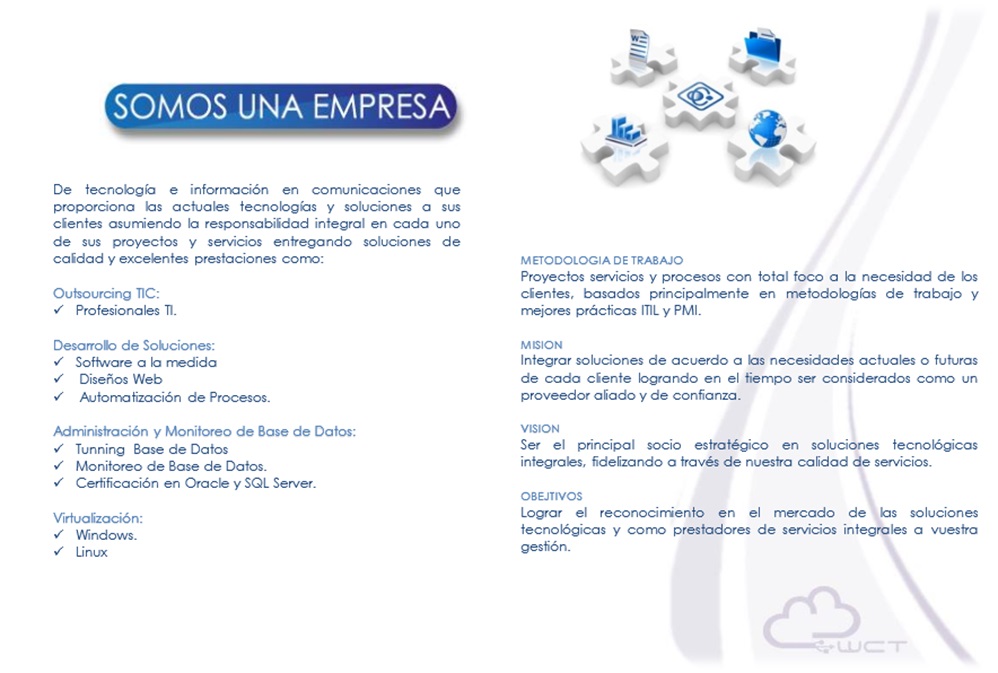 SOMOS UNA EMPRESA
De tecnología e información en comunicaciones que
proporciona las actuales tecnologías y soluciones a sus
clientes asumiendo la responsabilidad integral en cada uno
de sus proyectos y servicios entregando soluciones de
calidad y excelentes prestaciones como:
Outsourcing TIC:
✓ Profesionales TI.
Desarrollo de Soluciones:
✓ Software a la medida
✓ Diseños Web
✓ Automatización de Procesos.
Administración y Monitoreo de Base de Datos:
✓ Tunning Base de Datos
✓ Monitoreo de Base de Datos.
✓ Certificación en Oracle y SQL Server.
Virtualización:
✓ Windows.
✓ Linux
W
METODOLOGIA DE TRABAJO
Proyectos servicios y procesos con total foco a la necesidad de los
clientes, basados principalmente en metodologías de trabajo y
mejores prácticas ITIL y PMI.
MISION
Integrar soluciones de acuerdo a las necesidades actuales o futuras
de cada cliente logrando en el tiempo ser considerados como un
proveedor aliado y de confianza.
VISION
Ser el principal socio estratégico en soluciones tecnológicas
integrales, fidelizando a través de nuestra calidad de servicios.
OBEJTIVOS
Lograr el reconocimiento en el mercado de las soluciones
tecnológicas y como prestadores de servicios integrales a vuestra
gestión.
WCT